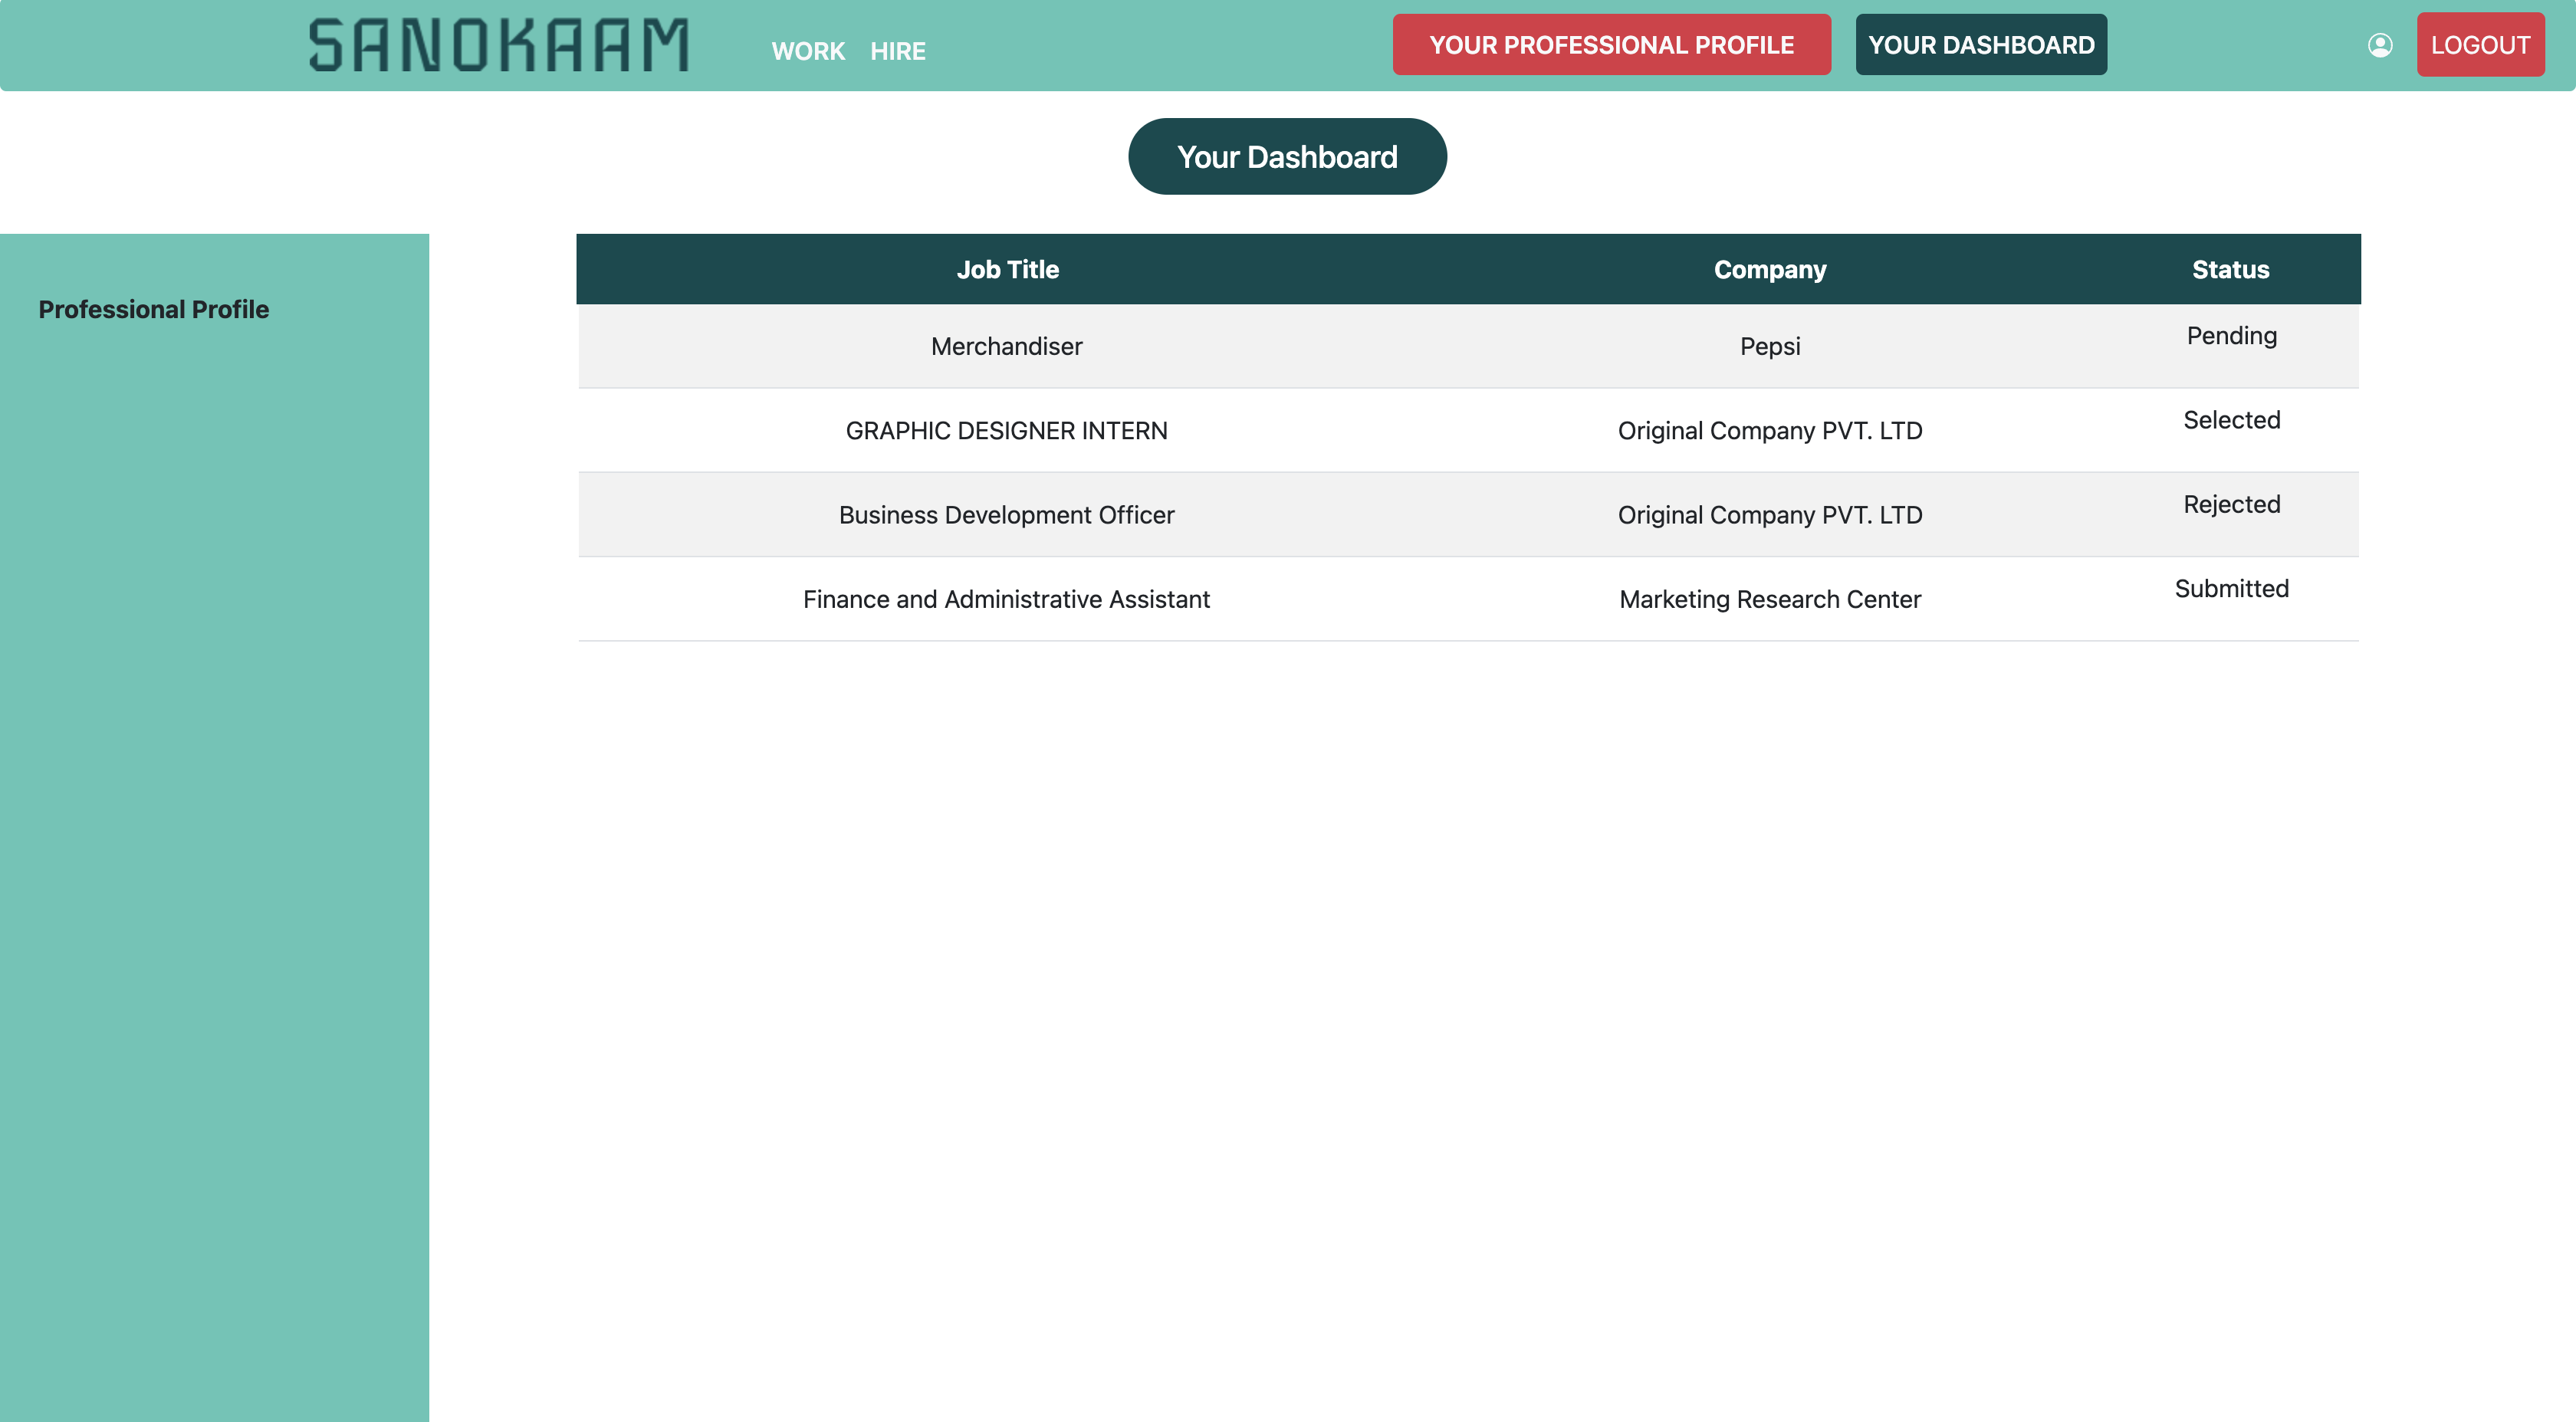 SANOKAAM WORK HIRE YOUR PROFESSIONAL PROFILE YOUR DASHBOARD LOGOUT
Your Dashboard
Professional Profile
Job Title Company Status
Merchandiser Pepsi Pending
GRAPHIC DESIGNER INTERN Original Company PVT. LTD Selected
Business Development Officer Original Company PVT. LTD Rejected
Finance and Administrative Assistant Marketing Research Center Submitted